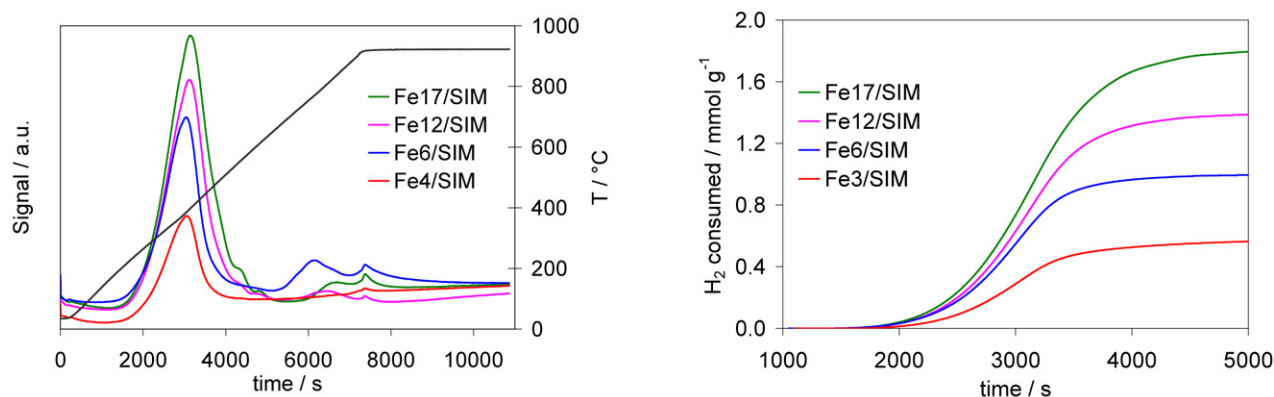 1000
800
600
400
200
0
Signal / a.u.
T / °C
Fe17/SIM
Fe12/SIM
Fe6/SIM
Fe4/SIM
0 2000 4000 6000 8000 10000
time / s
2.0
1.6
1.2
0.8
0.4
0.0
H₂ consumed / mmol g⁻¹
Fe17/SIM
Fe12/SIM
Fe6/SIM
Fe3/SIM
1000 2000 3000 4000 5000
time / s